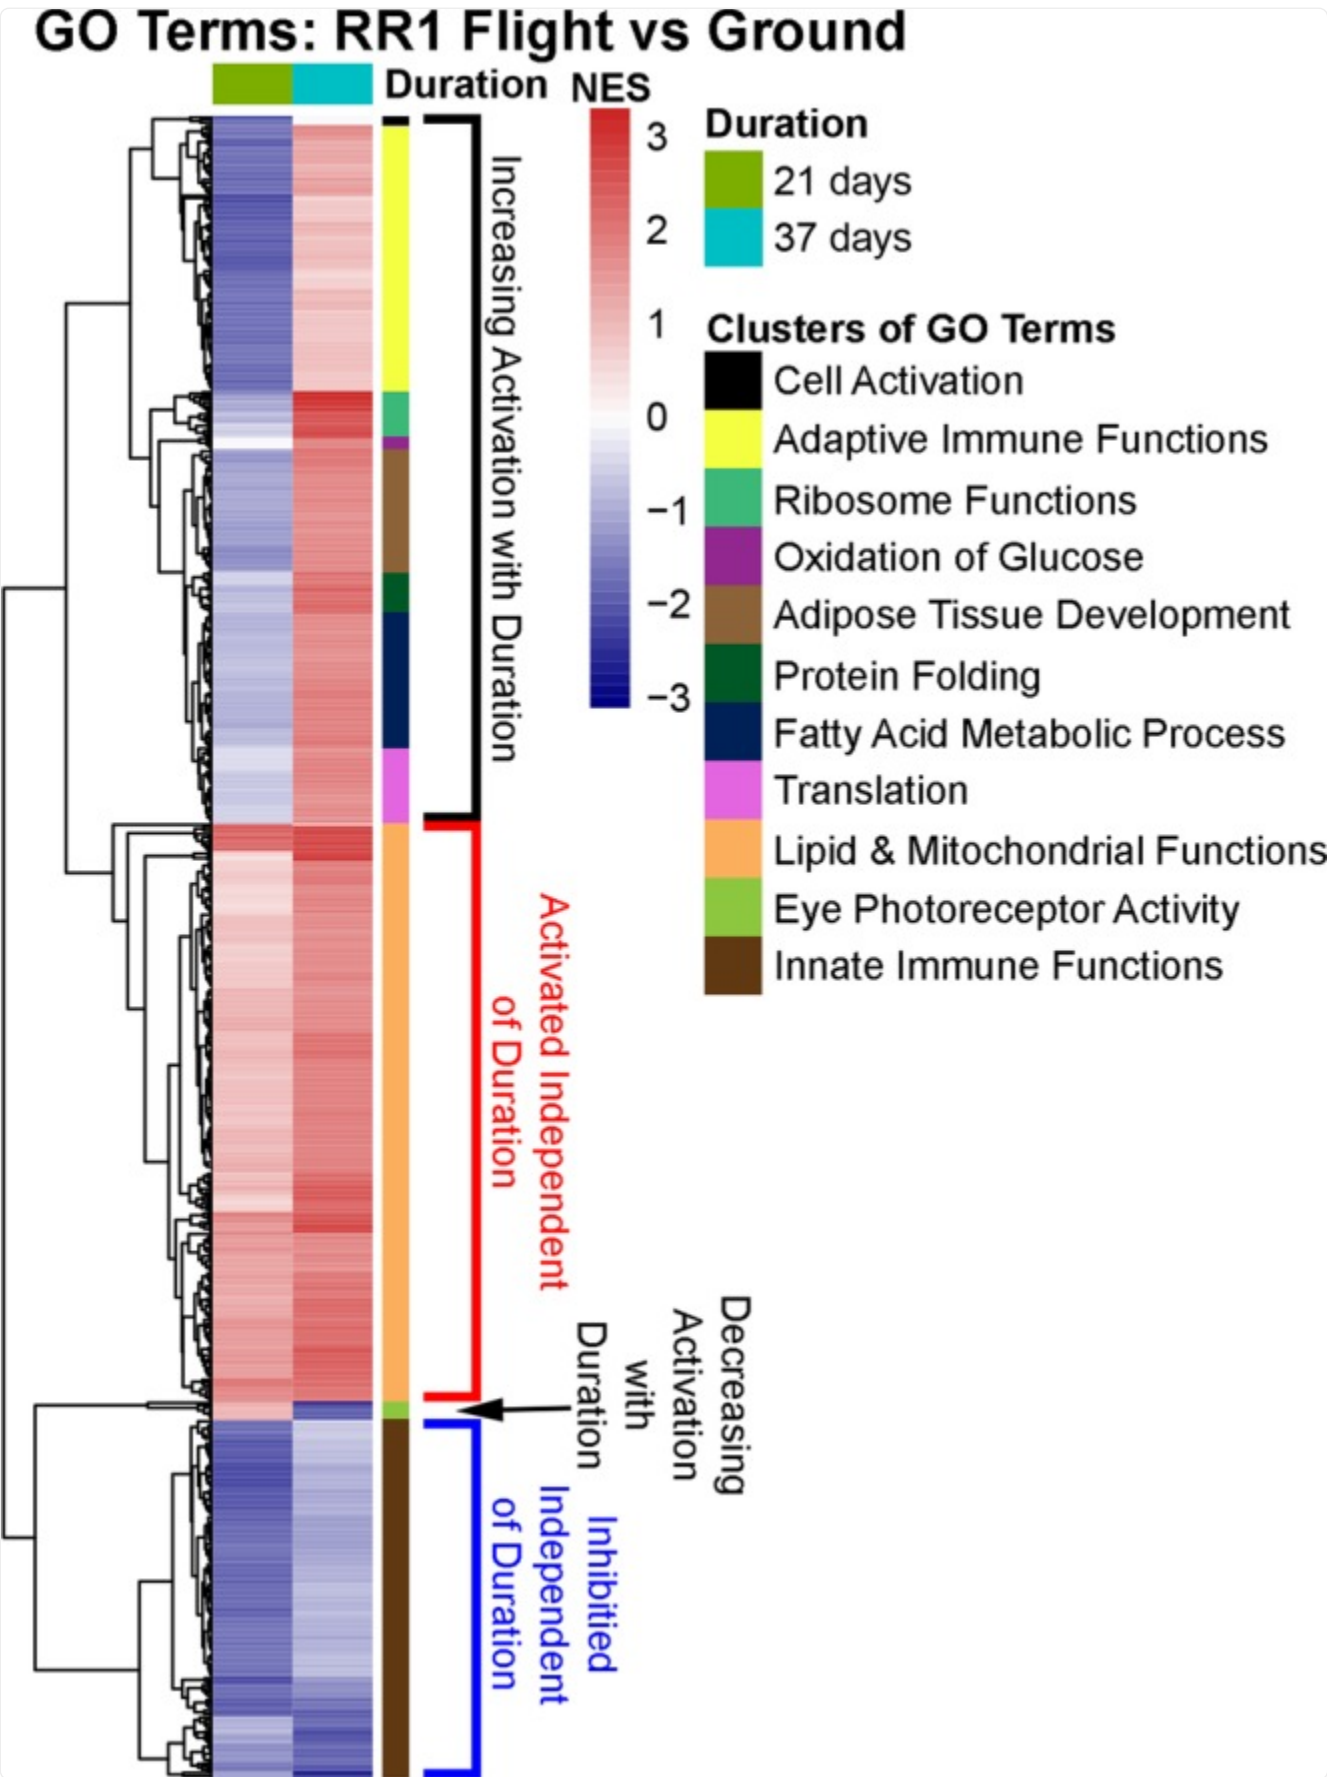 GO Terms: RR1 Flight vs Ground
Duration
NES
3
2
1
0
−1
−2
−3
Duration
21 days
37 days
Clusters of GO Terms
Cell Activation
Adaptive Immune Functions
Ribosome Functions
Oxidation of Glucose
Adipose Tissue Development
Protein Folding
Fatty Acid Metabolic Process
Translation
Lipid & Mitochondrial Functions
Eye Photoreceptor Activity
Innate Immune Functions
Increasing Activation with Duration
Activated Independent
of Duration
Decreasing
Activation
with
Duration
Inhibitied
Independent
of Duration